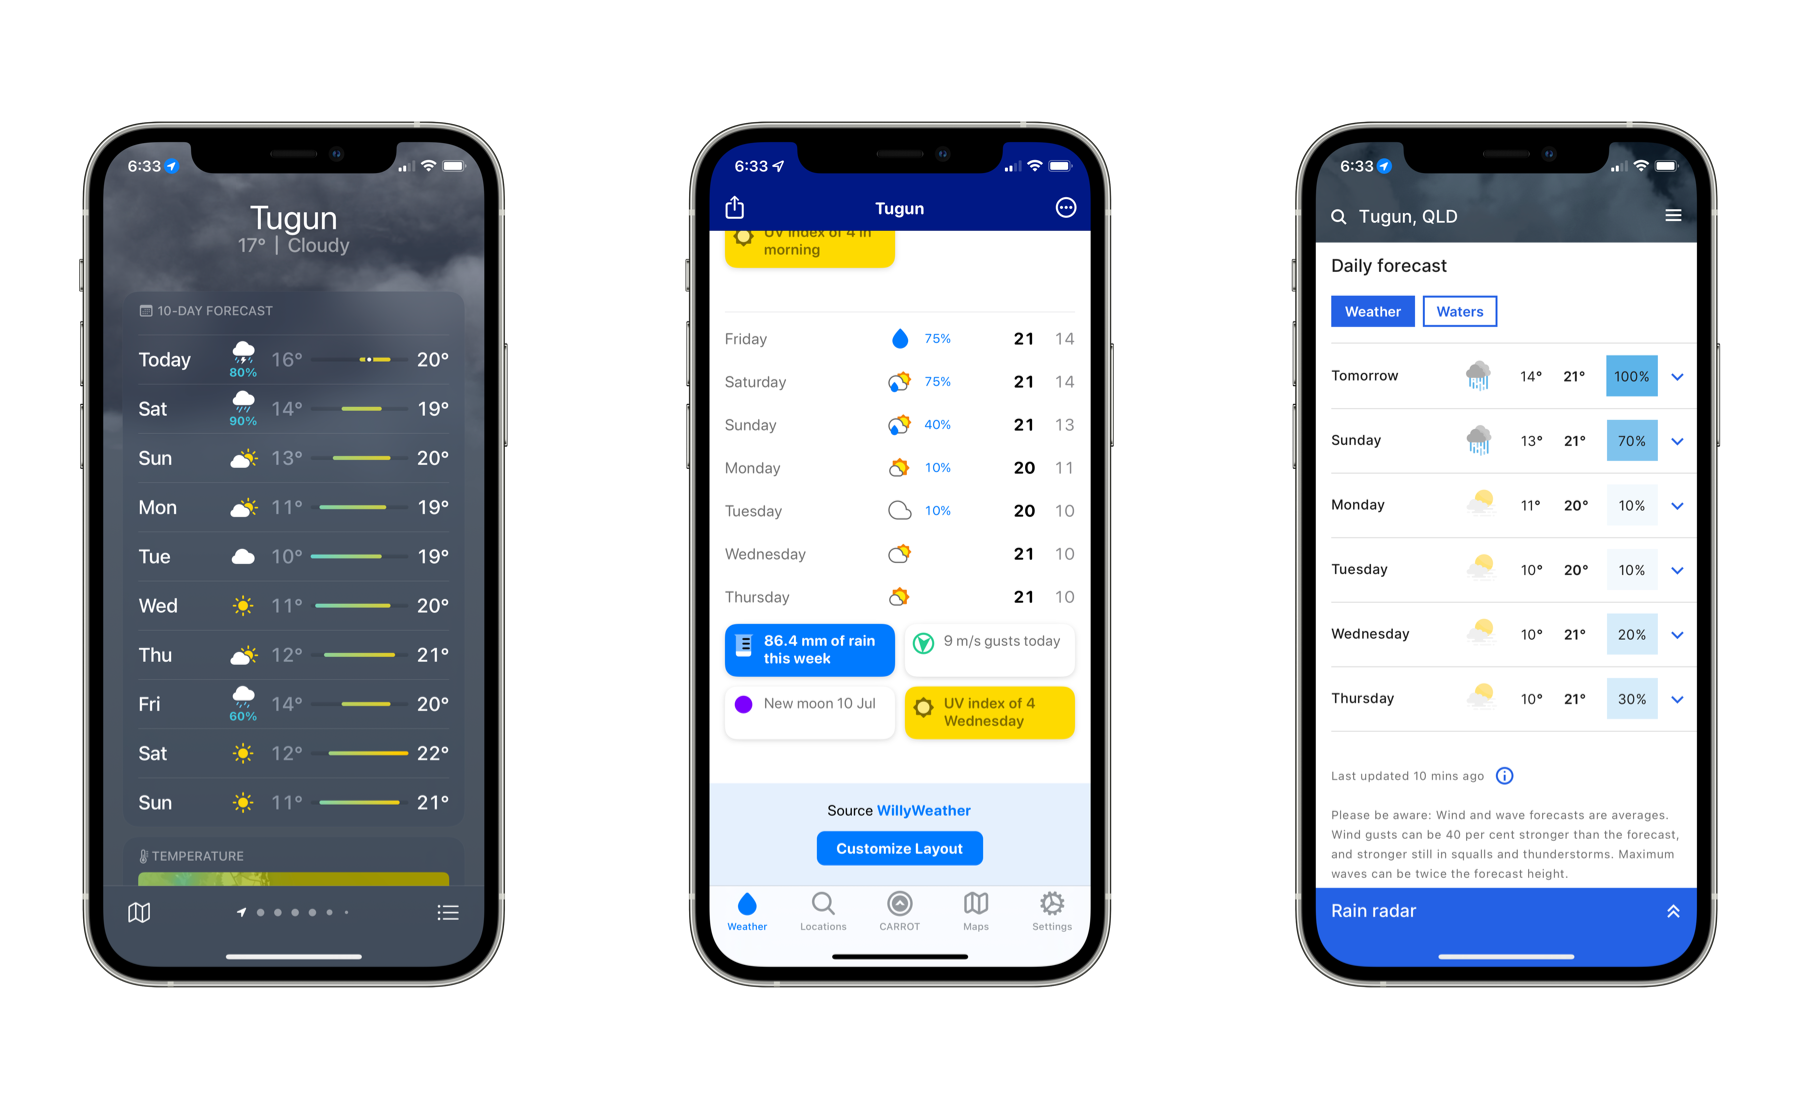 6:33
Tugun
17° | Cloudy
10-DAY FORECAST
Today 80% 16° 20°
Sat 90% 14° 19°
Sun 13° 20°
Mon 11° 19°
Tue 10° 19°
Wed 11° 20°
Thu 12° 21°
Fri 60% 14° 20°
Sat 12° 22°
Sun 11° 21°
TEMPERATURE
6:33
Tugun
UV index of 4 in
morning
Friday 75% 21 14
Saturday 75% 21 14
Sunday 40% 21 13
Monday 10% 20 11
Tuesday 10% 20 10
Wednesday 21 10
Thursday 21 10
86.4 mm of rain
this week
9 m/s gusts today
New moon 10 Jul
UV index of 4
Wednesday
Source WillyWeather
Customize Layout
Weather Locations CARROT Maps Settings
6:33
Tugun, QLD
Daily forecast
Weather Waters
Tomorrow 14° 21° 100%
Sunday 13° 21° 70%
Monday 11° 20° 10%
Tuesday 10° 20° 10%
Wednesday 10° 21° 20%
Thursday 10° 21° 30%
Last updated 10 mins ago
Please be aware: Wind and wave forecasts are averages.
Wind gusts can be 40 per cent stronger than the forecast,
and stronger still in squalls and thunderstorms. Maximum
waves can be twice the forecast height.
Rain radar